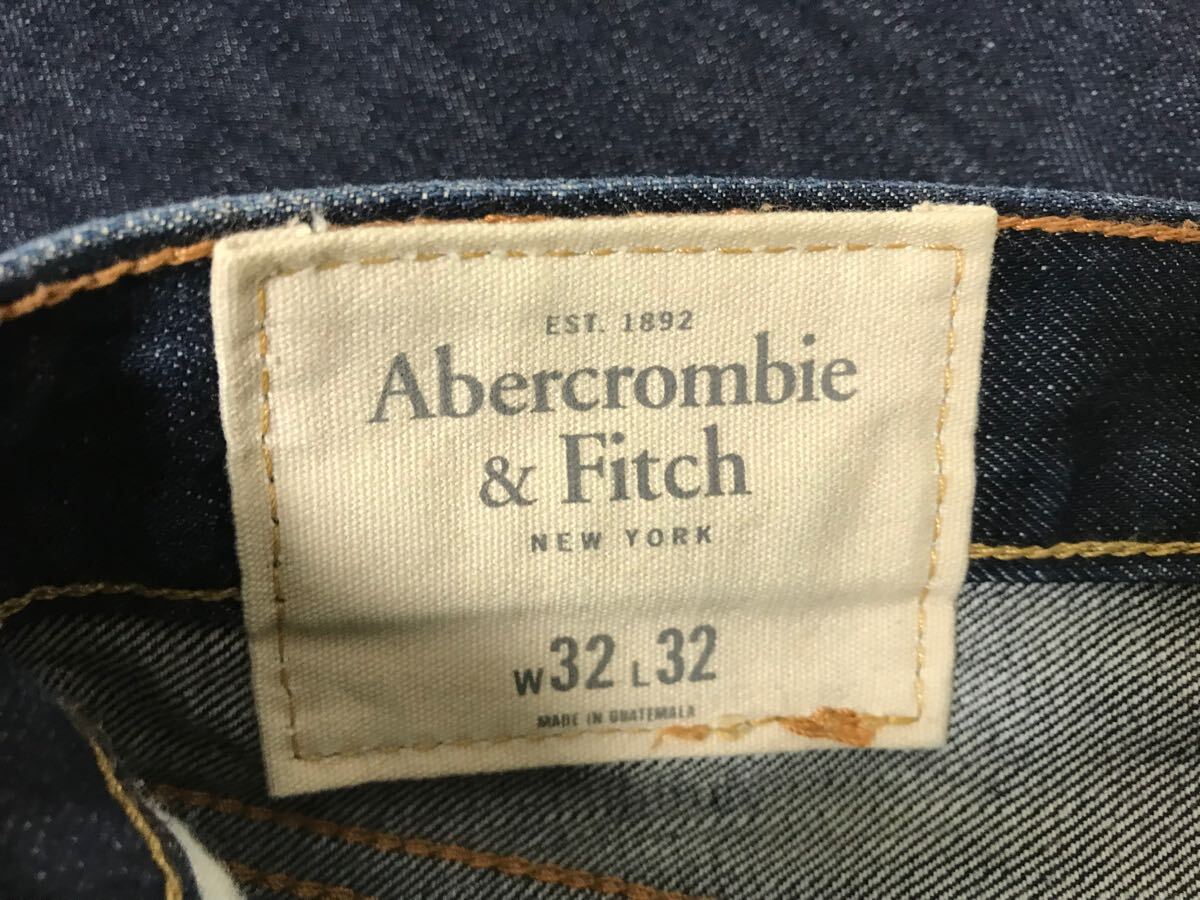 EST. 1892
Abercrombie
& Fitch
NEW YORK
W32 L32
MADE IN GUATEMALA